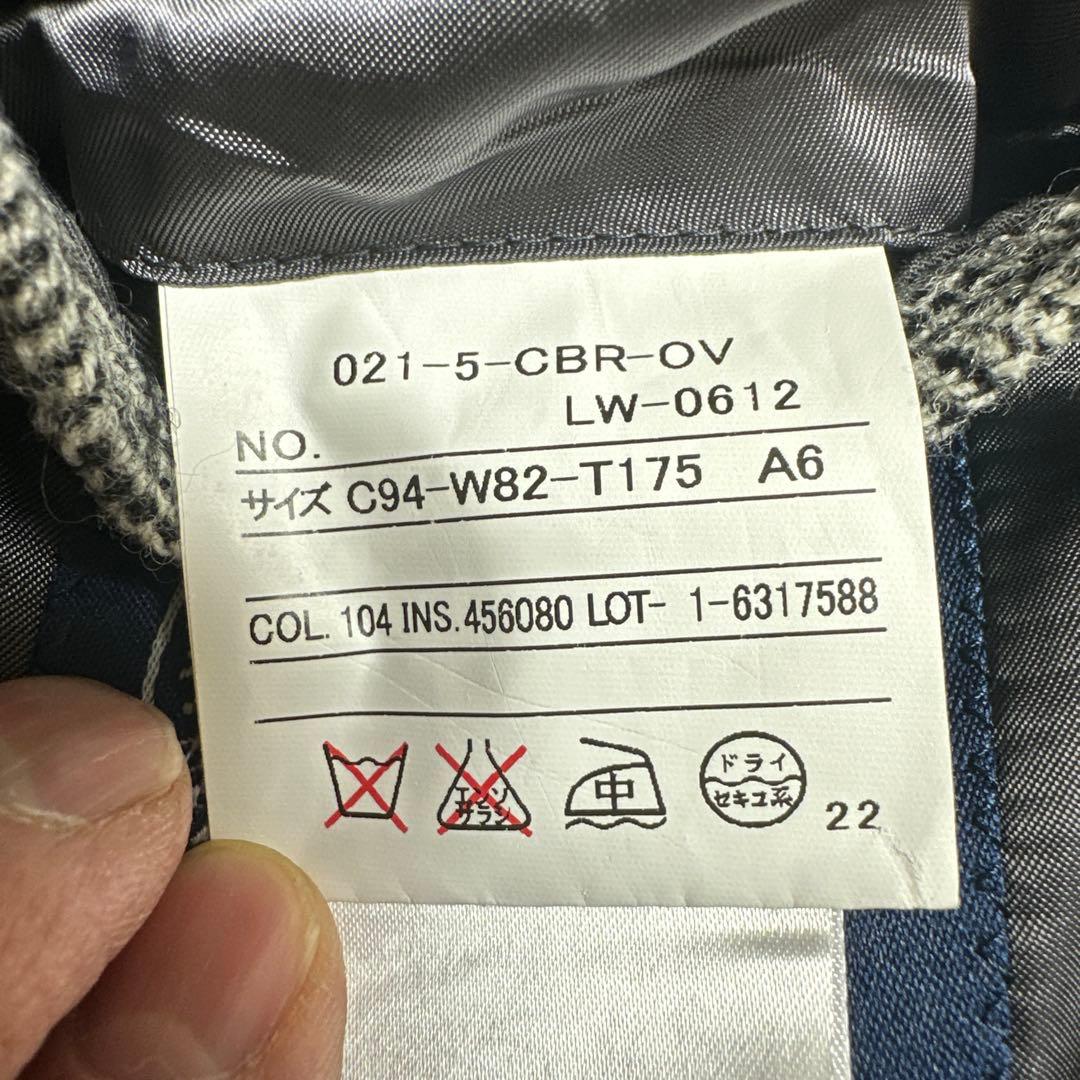 021-5-CBR-OV
LW-0612
NO.
サイズ C94-W82-T175 A6
COL. 104 INS. 456080 LOT- 1-6317588
エンソ
サラシ
中
ドライ
セキユ系
22